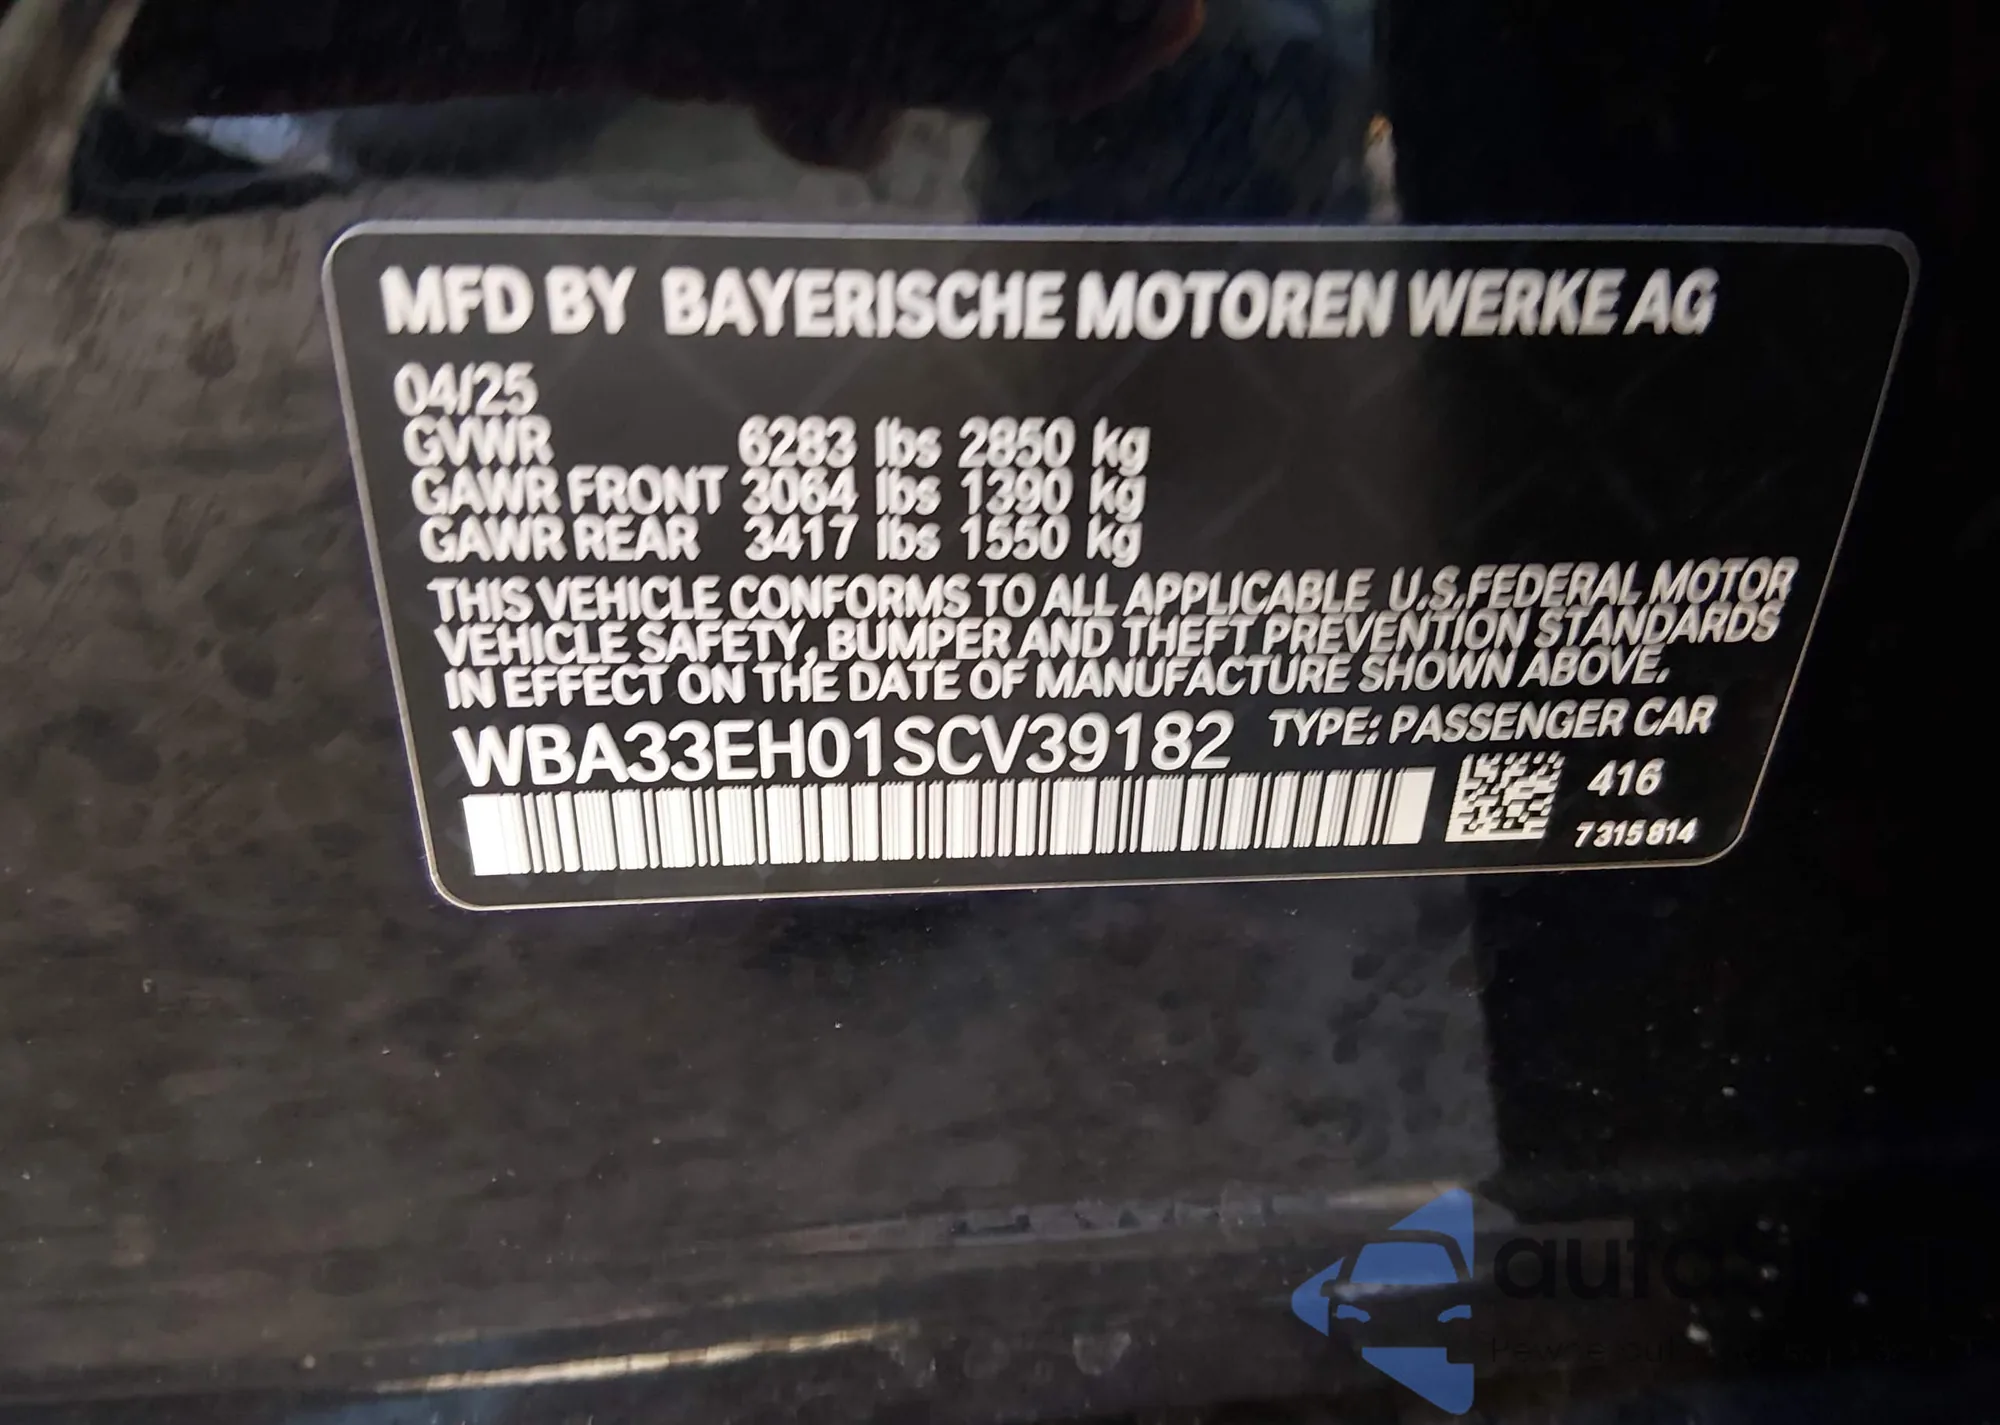 MFD BY BAYERISCHE MOTOREN WERKE AG
04/25
GVWR 6283 lbs 2850 kg
GAWR FRONT 3064 lbs 1390 kg
GAWR REAR 3417 lbs 1550 kg
THIS VEHICLE CONFORMS TO ALL APPLICABLE U.S.FEDERAL MOTOR
VEHICLE SAFETY, BUMPER AND THEFT PREVENTION STANDARDS
IN EFFECT ON THE DATE OF MANUFACTURE SHOWN ABOVE.
WBA33EH01SCV39182 TYPE: PASSENGER CAR
416
7315814